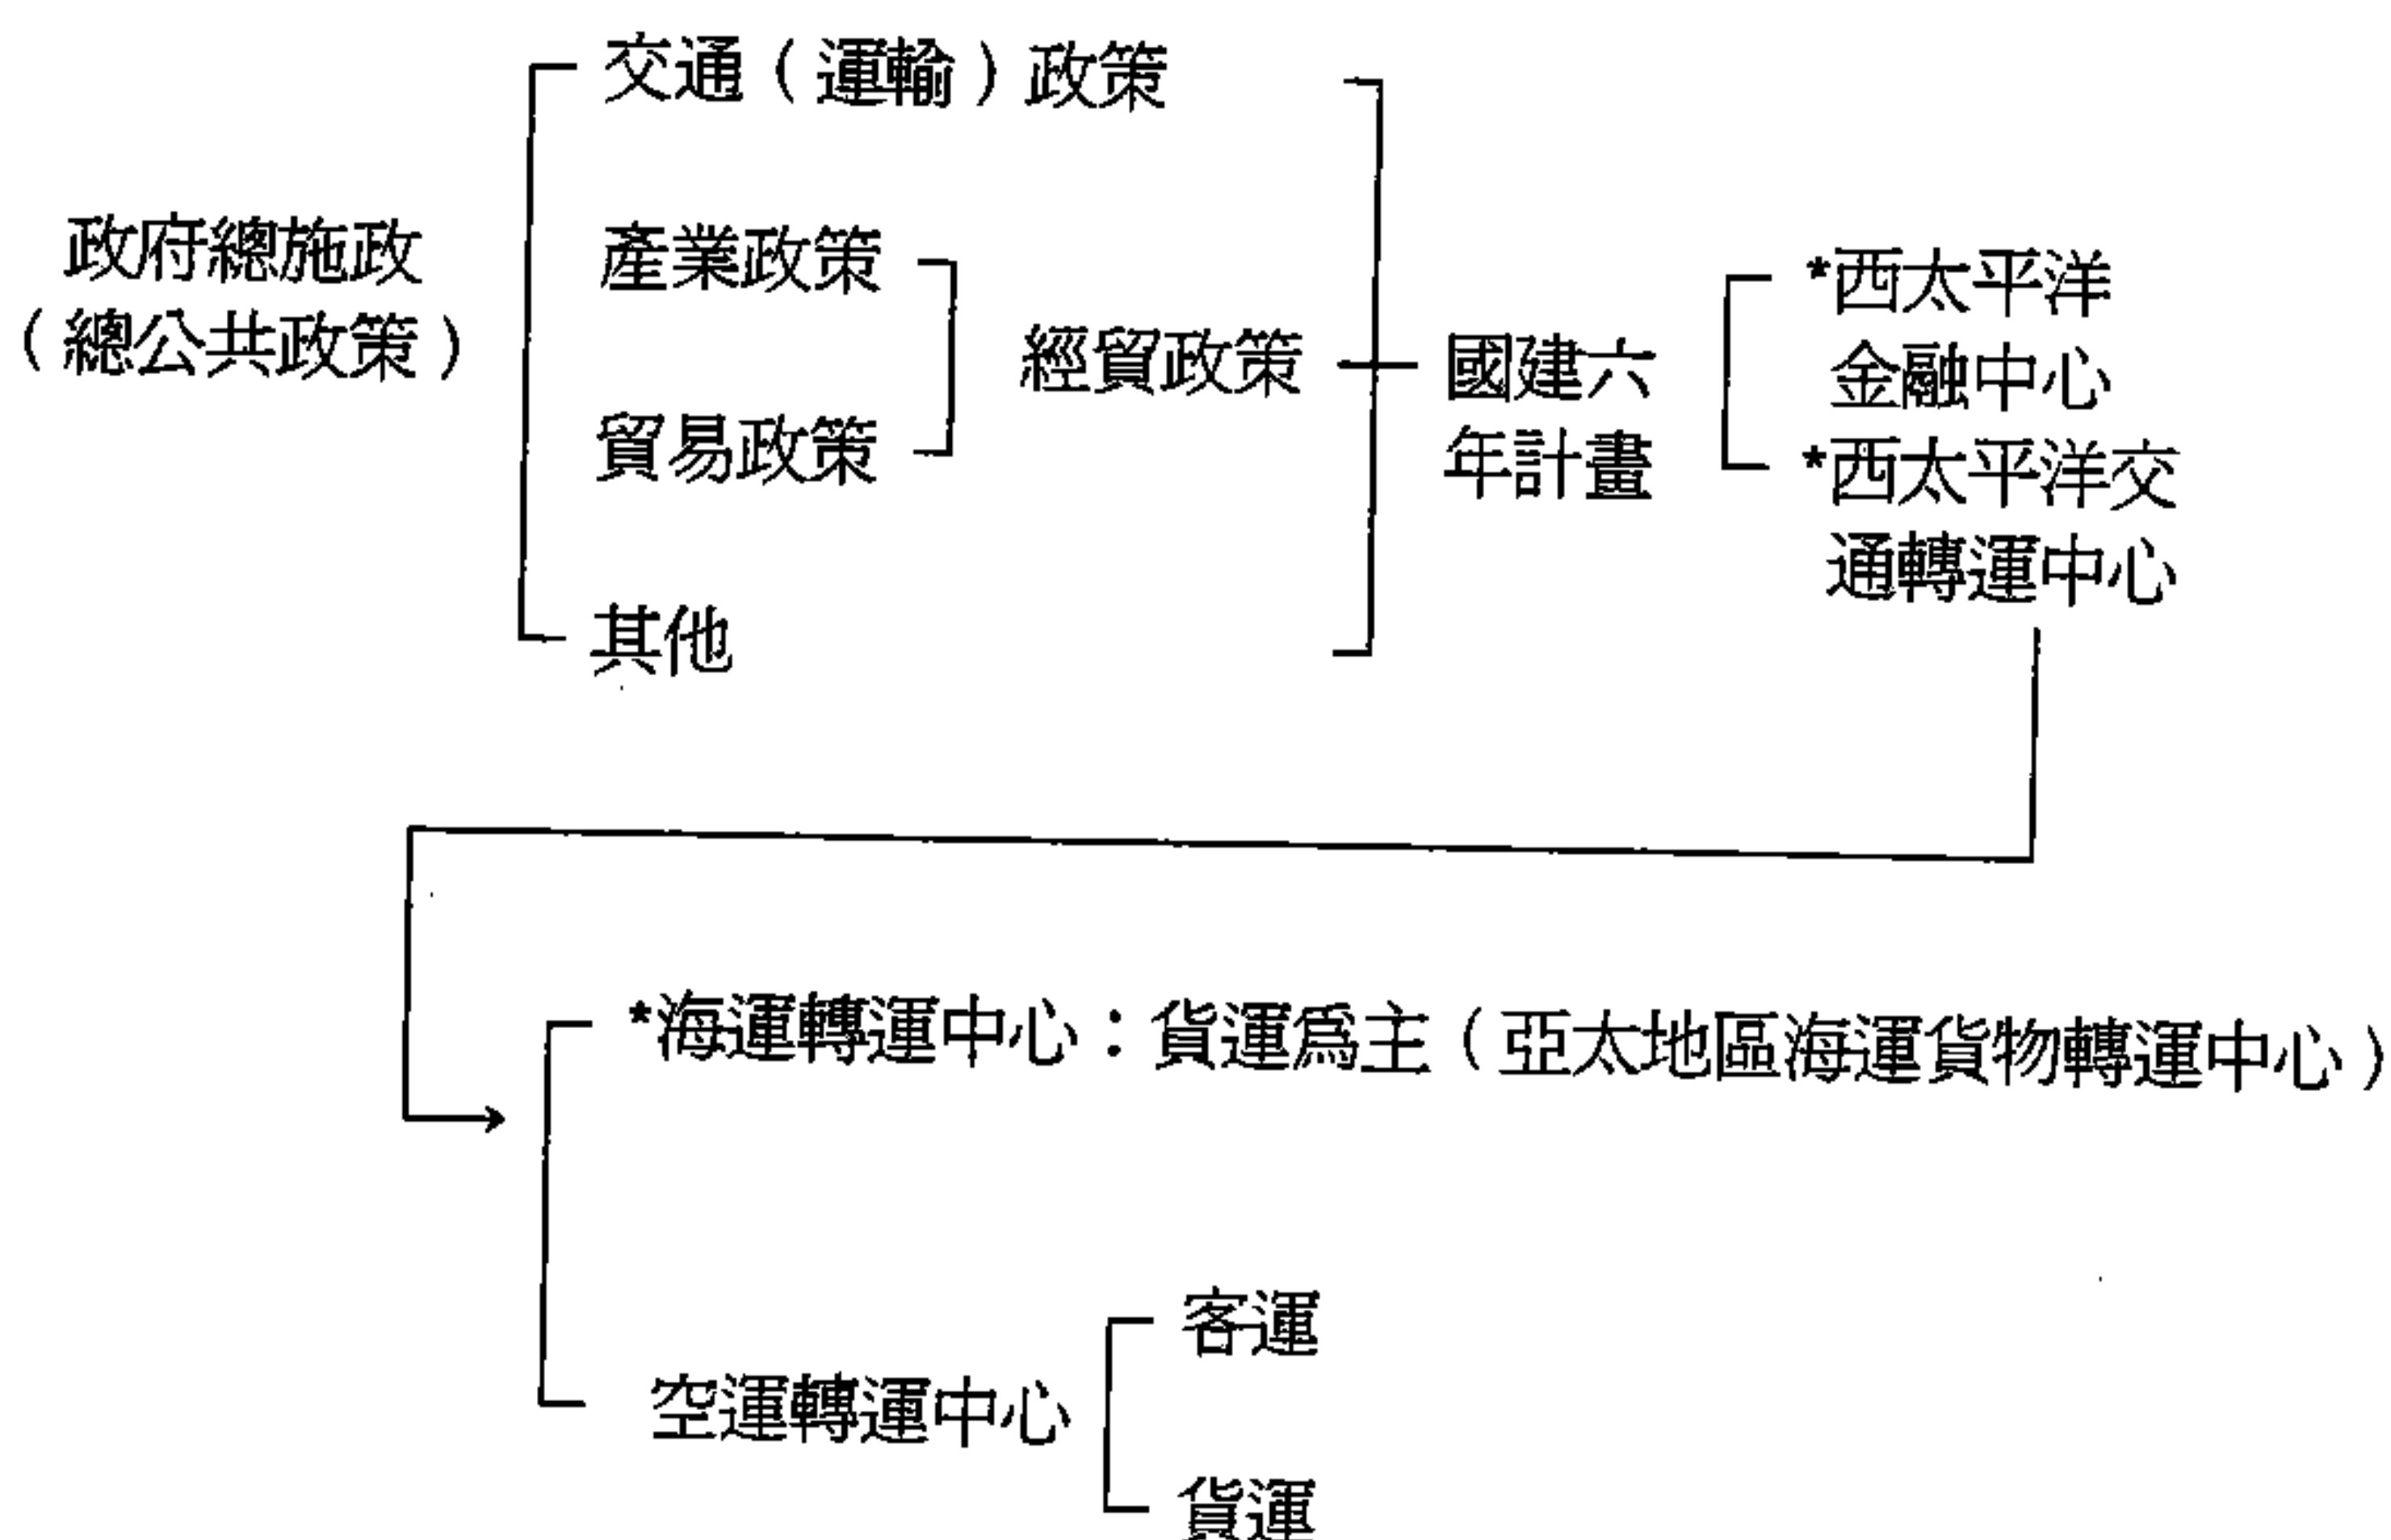 交通（運輸）政策
政府總施政
（總公共政策）
產業政策
貿易政策
其他
經貿政策
國建六
年計畫
*西太平洋
金融中心
*西太平洋交
通轉運中心
*海運轉運中心：貨運爲主（亞太地區海運貨物轉運中心）
空運轉運中心
客運
貨運